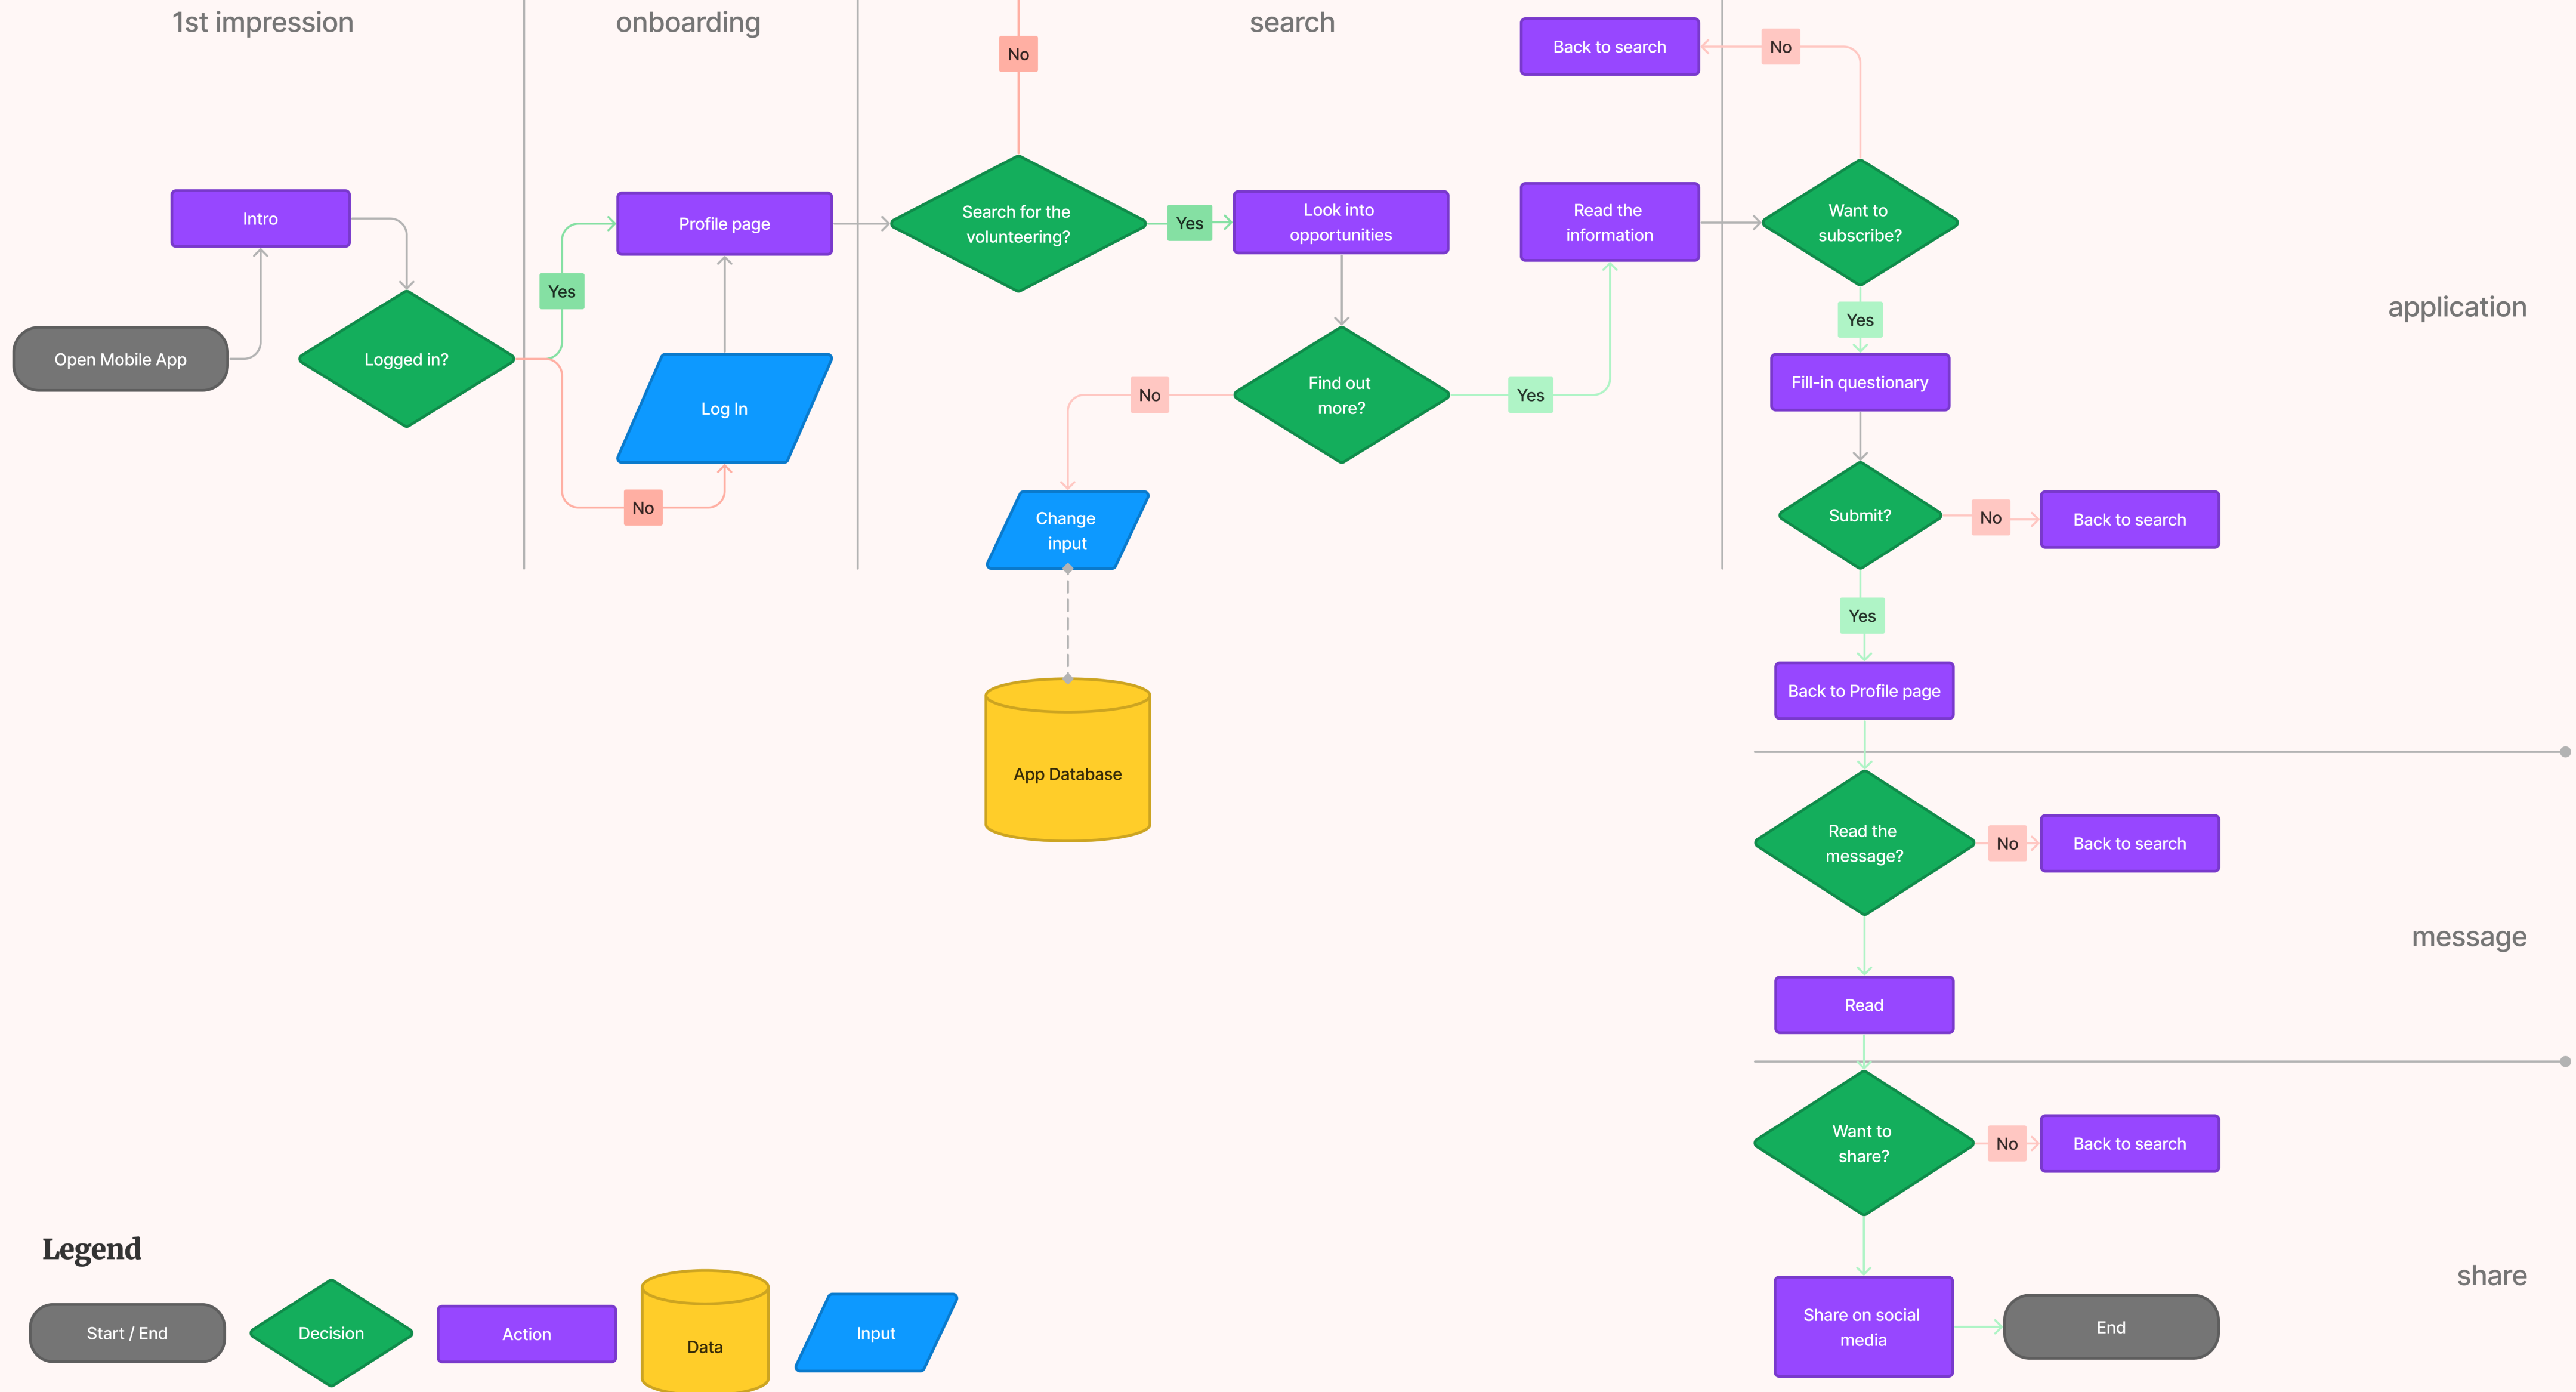 1st impression
onboarding
search
No
Back to search
No
Intro
Profile page
Search for the
volunteering?
Yes
Look into
opportunities
Read the
information
Want to
subscribe?
Yes
Yes
application
Open Mobile App
Logged in?
Log In
No
Find out
more?
Yes
Fill-in questionary
No
Change
input
Submit?
No
Back to search
Yes
Back to Profile page
App Database
Read the
message?
No
Back to search
message
Read
Want to
share?
No
Back to search
share
Share on social
media
End
Legend
Start / End
Decision
Action
Data
Input